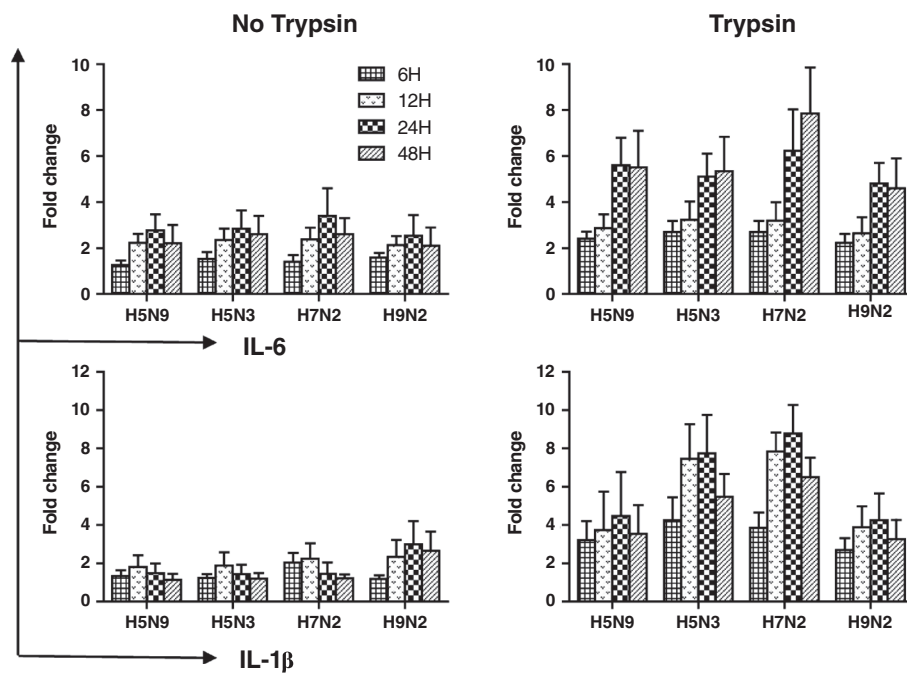 No Trypsin
Trypsin
Fold change
10
8
6
4
2
0
6H
12H
24H
48H
H5N9 H5N3 H7N2 H9N2
Fold change
10
8
6
4
2
0
H5N9 H5N3 H7N2 H9N2
IL-6
Fold change
12
10
8
6
4
2
0
H5N9 H5N3 H7N2 H9N2
Fold change
12
10
8
6
4
2
0
H5N9 H5N3 H7N2 H9N2
IL-1β